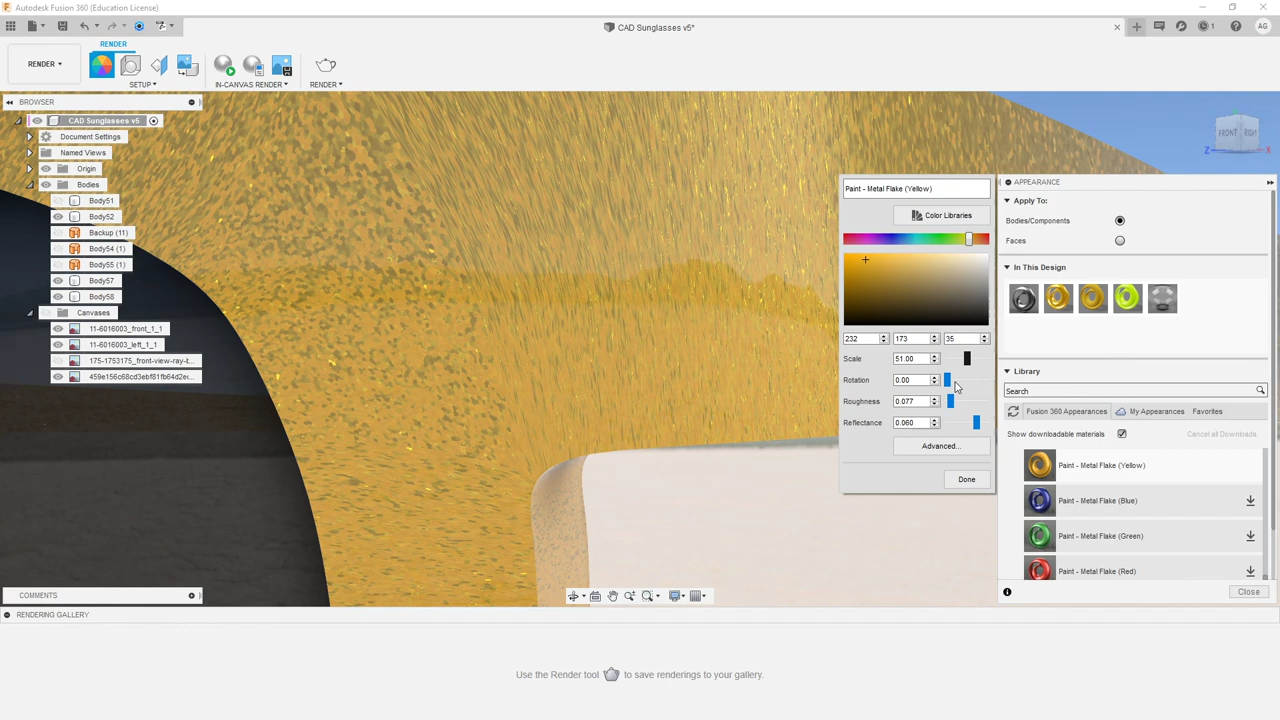 Autodesk Fusion 360 (Education License)
CAD Sunglasses v5*
1
AG
RENDER
RENDER
SETUP
IN-CANVAS RENDER
RENDER
BROWSER
CAD Sunglasses v5
Document Settings
Named Views
Origin
Bodies
Body51
Body52
Backup (11)
Body54 (1)
Body55 (1)
Body57
Body58
Canvases
11-6016003_front_1_1
11-6016003_left_1_1
175-1753175_front-view-ray-t...
459e156c68cd3ebf81fb64d2ec...
FRONT
RIGHT
Z
X
Paint - Metal Flake (Yellow)
Color Libraries
232
173
35
Scale
51.00
Rotation
0.00
Roughness
0.077
Reflectance
0.060
Advanced...
Done
APPEARANCE
Apply To:
Bodies/Components
Faces
In This Design
Library
Search
Fusion 360 Appearances
My Appearances
Favorites
Show downloadable materials
Cancel all Downloads
Paint - Metal Flake (Yellow)
Paint - Metal Flake (Blue)
Paint - Metal Flake (Green)
Paint - Metal Flake (Red)
Close
COMMENTS
RENDERING GALLERY
Use the Render tool to save renderings to your gallery.